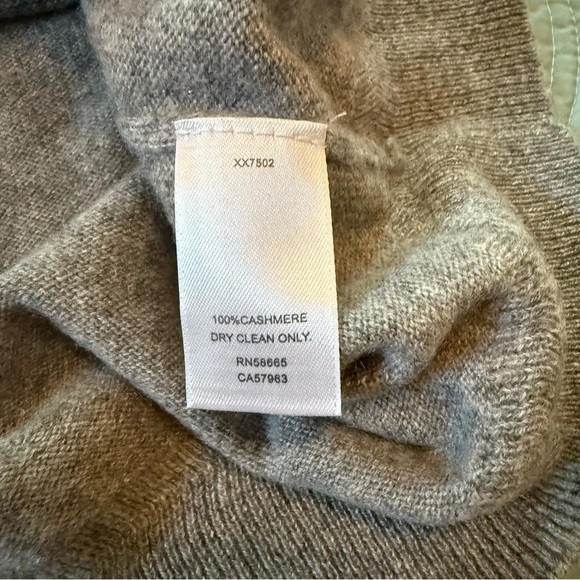 XX7502
100%CASHMERE
DRY CLEAN ONLY.
RN58665
CA57963